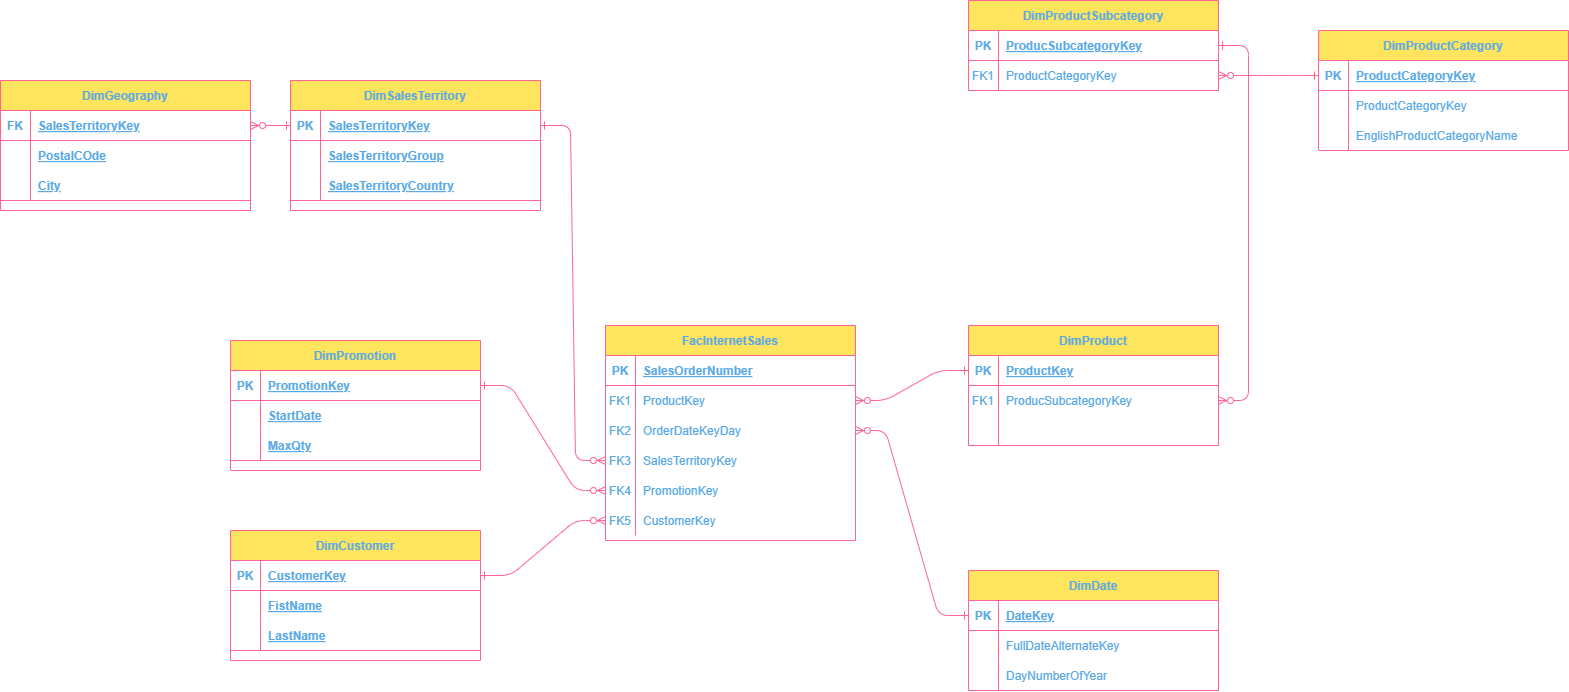 DimProductSubcategory
PK ProducSubcategoryKey
FK1 ProductCategoryKey
DimProductCategory
PK ProductCategoryKey
ProductCategoryKey
EnglishProductCategoryName
DimGeography
FK SalesTerritoryKey
PostalCOde
City
DimSalesTerritory
PK SalesTerritoryKey
SalesTerritoryGroup
SalesTerritoryCountry
DimPromotion
PK PromotionKey
StartDate
MaxQty
FacInternetSales
PK SalesOrderNumber
FK1 ProductKey
FK2 OrderDateKeyDay
FK3 SalesTerritoryKey
FK4 PromotionKey
FK5 CustomerKey
DimProduct
PK ProductKey
FK1 ProducSubcategoryKey
DimCustomer
PK CustomerKey
FistName
LastName
DimDate
PK DateKey
FullDateAlternateKey
DayNumberOfYear